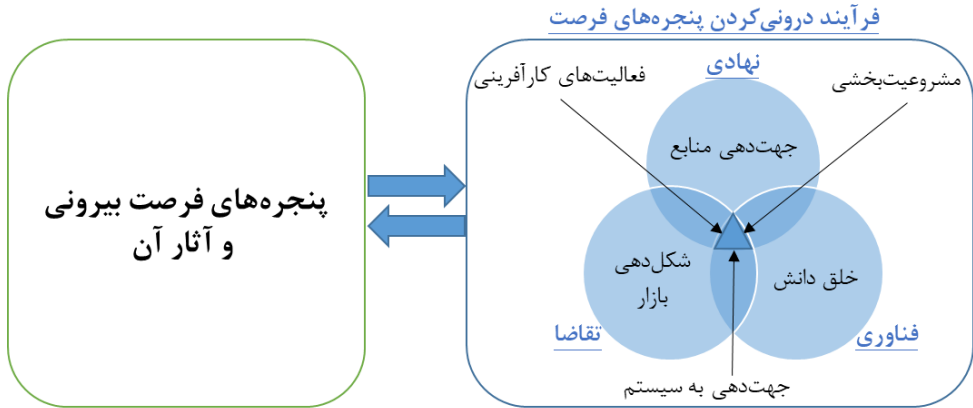 فرآیند درونی‌کردن پنجره‌های فرصت
نهادی
مشروعیت‌بخشی
فعالیت‌های کارآفرینی
جهت‌دهی منابع
خلق دانش
شکل‌دهی
بازار
فناوری
تقاضا
جهت‌دهی به سیستم
پنجره‌های فرصت بیرونی
و آثار آن